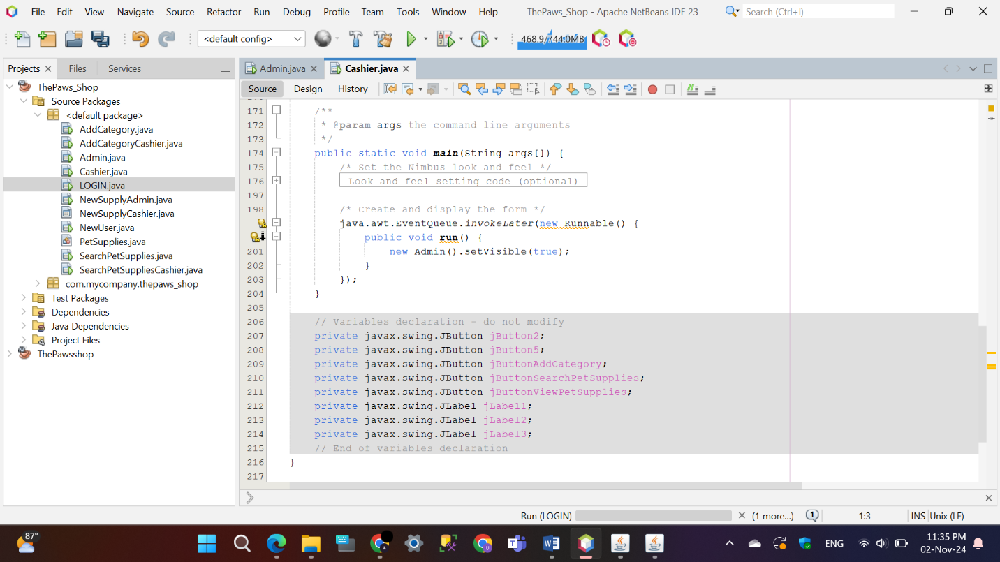 File Edit View Navigate Source Refactor Run Debug Profile Team Tools Window Help ThePaws_Shop - Apache NetBeans IDE 23 Search (Ctrl+I)
<default config> 468.9/744.0MB
Projects Files Services
ThePaws_Shop
Source Packages
<default package>
AddCategory.java
AddCategoryCashier.java
Admin.java
Cashier.java
LOGIN.java
NewSupplyAdmin.java
NewSupplyCashier.java
NewUser.java
PetSupplies.java
SearchPetSupplies.java
SearchPetSuppliesCashier.java
com.mycompany.thepaws_shop
Test Packages
Dependencies
Java Dependencies
Project Files
ThePawsshop
Admin.java Cashier.java
Source Design History
171 /**
172 * @param args the command line arguments
173 */
174 public static void main(String args[]) {
175 /* Set the Nimbus look and feel */
176 Look and feel setting code (optional)
197
198 /* Create and display the form */
java.awt.EventQueue.invokeLater(new Runnable() {
public void run() {
201 new Admin().setVisible(true);
202 }
203 });
204 }
205
206 // Variables declaration - do not modify
207 private javax.swing.JButton jButton2;
208 private javax.swing.JButton jButton5;
209 private javax.swing.JButton jButtonAddCategory;
210 private javax.swing.JButton jButtonSearchPetSupplies;
211 private javax.swing.JButton jButtonViewPetSupplies;
212 private javax.swing.JLabel jLabel1;
213 private javax.swing.JLabel jLabel2;
214 private javax.swing.JLabel jLabel3;
215 // End of variables declaration
216 }
217
Run (LOGIN) (1 more...) 1 1:3 INS Unix (LF)
87° ENG 11:35 PM
02-Nov-24